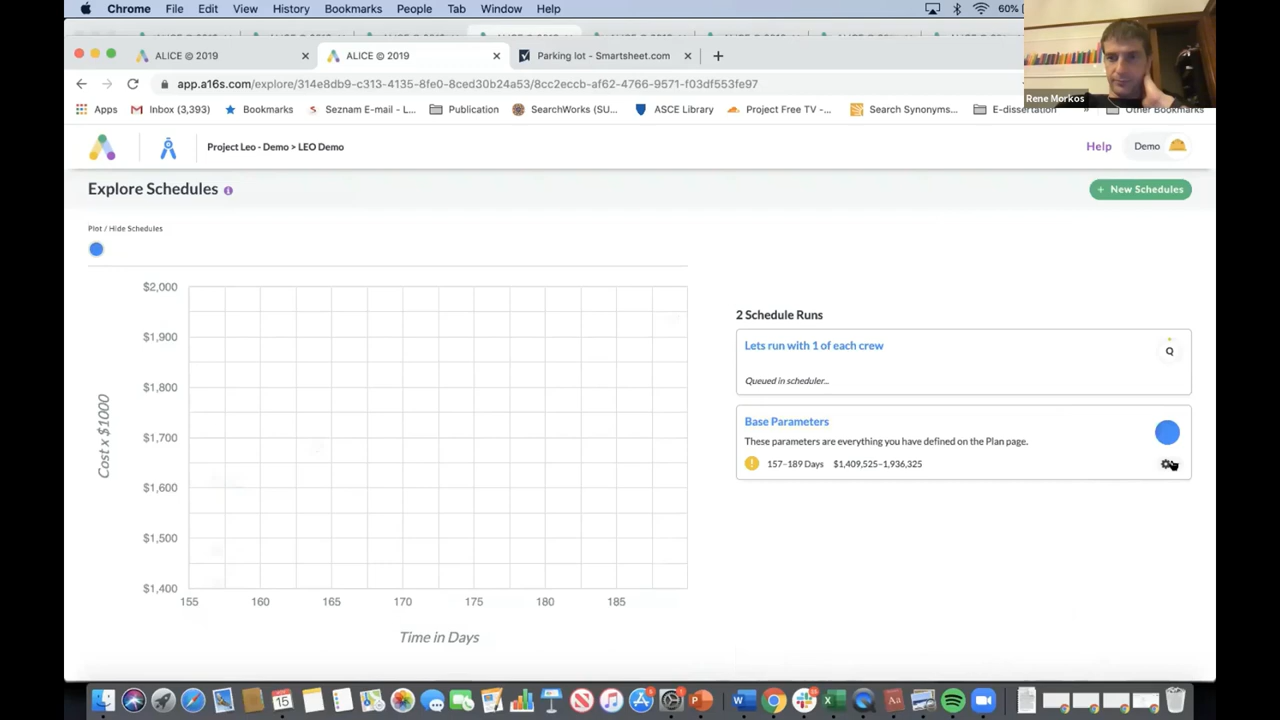 Chrome File Edit View History Bookmarks People Tab Window Help 60%
ALICE © 2019
ALICE © 2019
Parking lot - Smartsheet.com
app.a16s.com/explore/314e8db9-c313-4135-8fe0-8ced30b24a53/8cc2eccb-af62-4766-9571-f03df553fe97
Rene Morkos
Apps Inbox (3,393) Bookmarks Seznam E-mail - L... Publication SearchWorks (SU... ASCE Library Project Free TV -... Search Synonyms... E-dissertation » Other Bookmarks
Project Leo - Demo > LEO Demo
Help
Demo
Explore Schedules
+ New Schedules
Plot / Hide Schedules
$2,000
$1,900
$1,800
$1,700
$1,600
$1,500
$1,400
Cost x $1000
155 160 165 170 175 180 185
Time in Days
2 Schedule Runs
Lets run with 1 of each crew
Q
Queued in scheduler...
Base Parameters
These parameters are everything you have defined on the Plan page.
157–189 Days $1,409,525–1,936,325